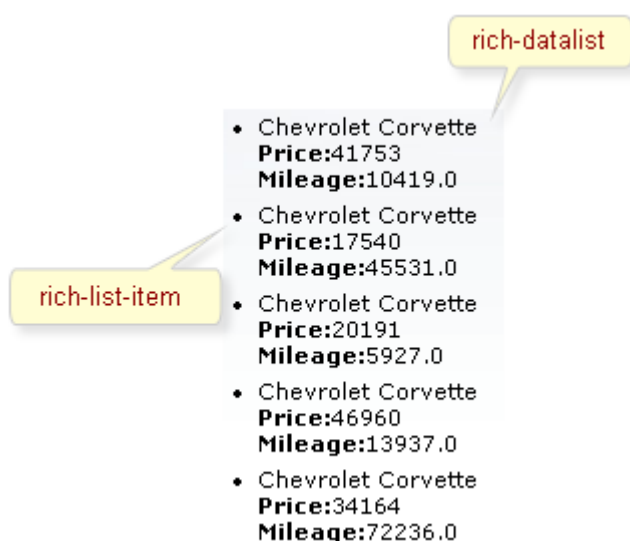 rich-datalist
• Chevrolet Corvette
Price:41753
Mileage:10419.0
• Chevrolet Corvette
Price:17540
Mileage:45531.0
rich-list-item
• Chevrolet Corvette
Price:20191
Mileage:5927.0
• Chevrolet Corvette
Price:46960
Mileage:13937.0
• Chevrolet Corvette
Price:34164
Mileage:72236.0